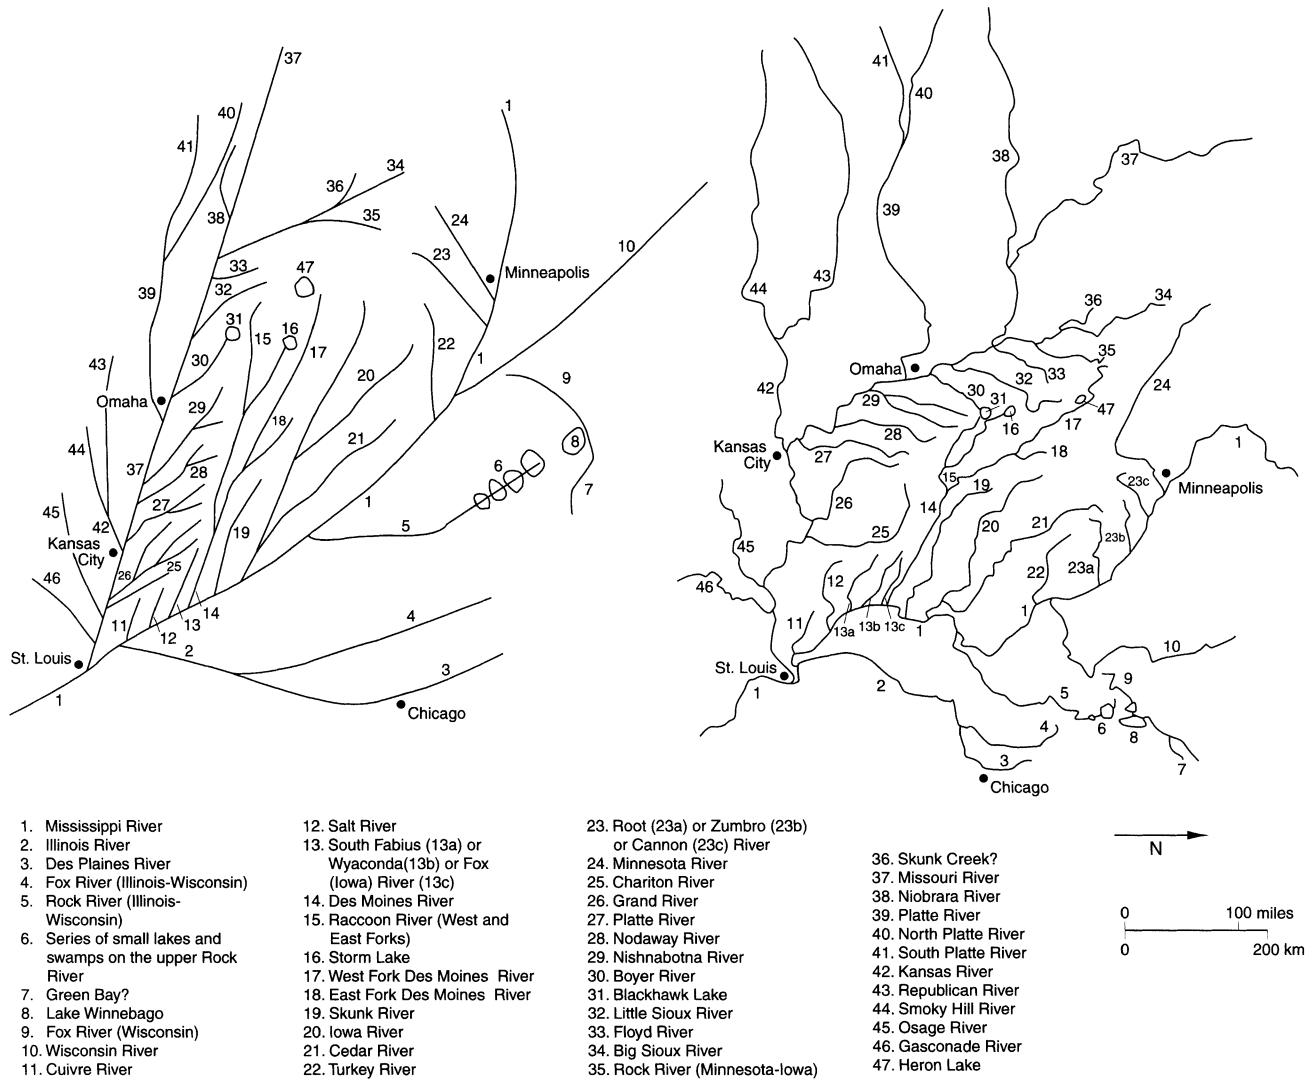 37
40
41
1
34
36
35
38
24
23
10
Minneapolis
33
47
32
39
31
15
16
17
22
1
30
20
9
43
Omaha
29
18
21
8
44
37
28
6
27
1
7
45
42
5
19
Kansas
City
46
26
25
14
13
12
11
4
St. Louis
2
3
1
Chicago
41
40
38
37
39
43
44
36
34
35
Omaha
33
32
24
42
30
31
29
16
47
17
1
28
18
Kansas
City
27
15
19
23c
Minneapolis
26
14
20
21
25
23b
45
22
23a
12
46
11
13a
13b
13c
1
1
10
St. Louis
1
2
9
5
6
8
4
7
3
Chicago
1. Mississippi River
2. Illinois River
3. Des Plaines River
4. Fox River (Illinois-Wisconsin)
5. Rock River (Illinois-
Wisconsin)
6. Series of small lakes and
swamps on the upper Rock
River
7. Green Bay?
8. Lake Winnebago
9. Fox River (Wisconsin)
10. Wisconsin River
11. Cuivre River
12. Salt River
13. South Fabius (13a) or
Wyaconda(13b) or Fox
(Iowa) River (13c)
14. Des Moines River
15. Raccoon River (West and
East Forks)
16. Storm Lake
17. West Fork Des Moines River
18. East Fork Des Moines River
19. Skunk River
20. Iowa River
21. Cedar River
22. Turkey River
23. Root (23a) or Zumbro (23b)
or Cannon (23c) River
24. Minnesota River
25. Chariton River
26. Grand River
27. Platte River
28. Nodaway River
29. Nishnabotna River
30. Boyer River
31. Blackhawk Lake
32. Little Sioux River
33. Floyd River
34. Big Sioux River
35. Rock River (Minnesota-Iowa)
36. Skunk Creek?
37. Missouri River
38. Niobrara River
39. Platte River
40. North Platte River
41. South Platte River
42. Kansas River
43. Republican River
44. Smoky Hill River
45. Osage River
46. Gasconade River
47. Heron Lake
N
0 100 miles
0 200 km